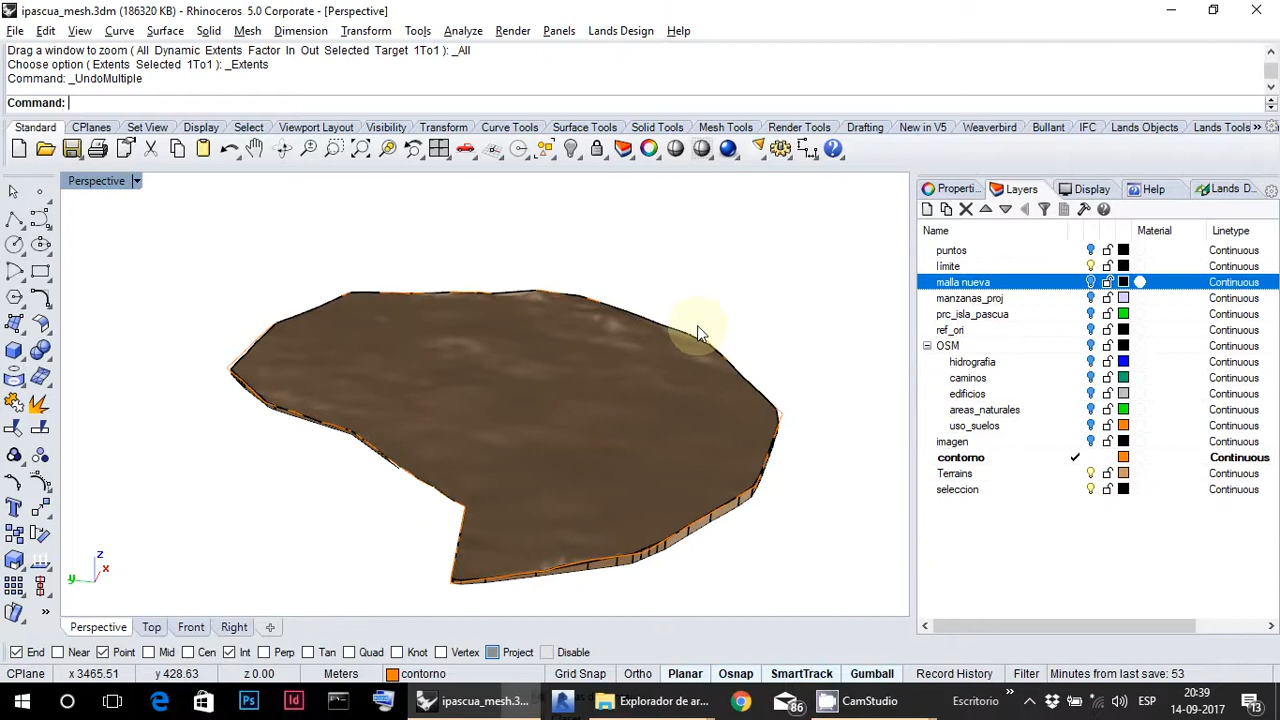 ipascua_mesh.3dm (186320 KB) - Rhinoceros 5.0 Corporate - [Perspective]
File Edit View Curve Surface Solid Mesh Dimension Transform Tools Analyze Render Panels Lands Design Help
Drag a window to zoom ( All Dynamic Extents Factor In Out Selected Target 1To1 ): _All
Choose option ( Extents Selected 1To1 ): _Extents
Command: _UndoMultiple
Command:
Standard CPlanes Set View Display Select Viewport Layout Visibility Transform Curve Tools Surface Tools Solid Tools Mesh Tools Render Tools Drafting New in V5 Weaverbird Bullant IFC Lands Objects Lands Tools »
Perspective
Properti... Layers Display Help Lands D...
Name Material Linetype
puntos Continuous
límite Continuous
malla nueva Continuous
manzanas_proj Continuous
prc_isla_pascua Continuous
ref_ori Continuous
OSM Continuous
hidrografia Continuous
caminos Continuous
edificios Continuous
areas_naturales Continuous
uso_suelos Continuous
imagen Continuous
contorno Continuous
Terrains Continuous
seleccion Continuous
z
y x
Perspective Top Front Right
End Near Point Mid Cen Int Perp Tan Quad Knot Vertex Project Disable
CPlane x 3465.51 y 428.63 z 0.00 Meters contorno Grid Snap Ortho Planar Osnap SmartTrack Gumball Record History Filter Minutes from last save: 53
ipascua_mesh.3... Explorador de ar... 86 CamStudio Escritorio » ESP 20:39
14-09-2017